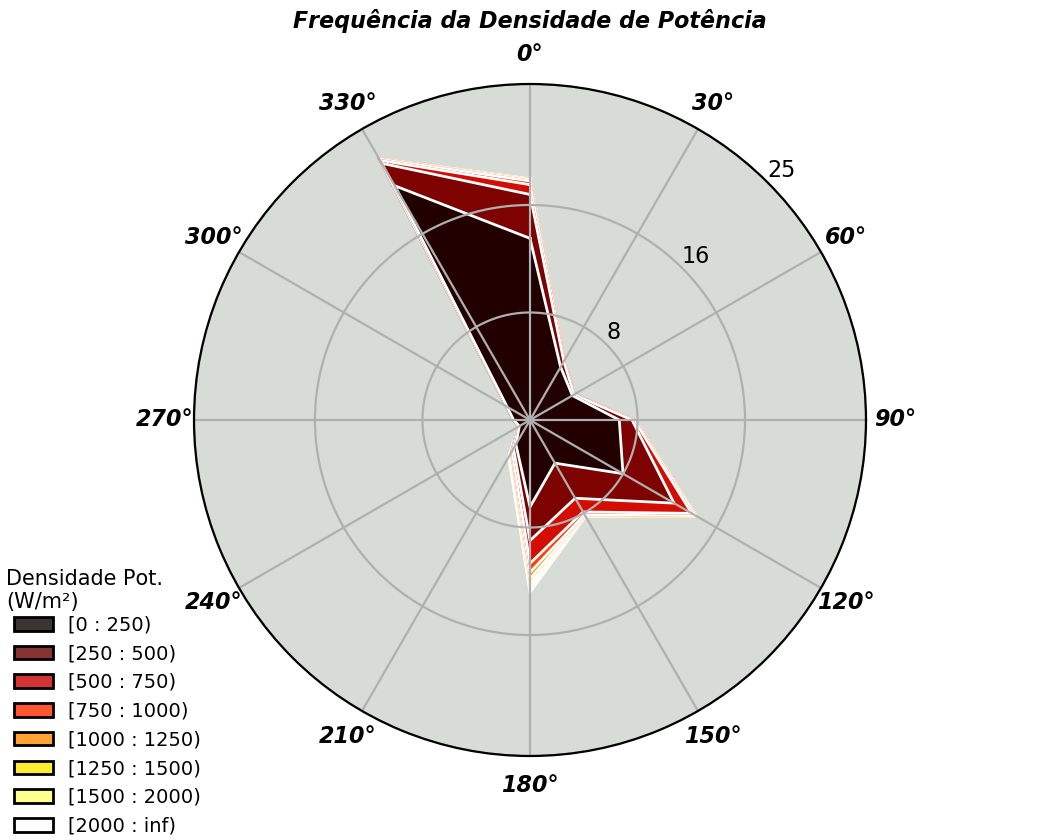 Frequência da Densidade de Potência
0°
30°
60°
90°
120°
150°
180°
210°
240°
270°
300°
330°
25
16
8
Densidade Pot.
(W/m²)
[0 : 250)
[250 : 500)
[500 : 750)
[750 : 1000)
[1000 : 1250)
[1250 : 1500)
[1500 : 2000)
[2000 : inf)